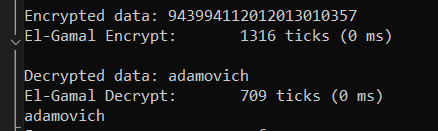 Encrypted data: 943994112012013010357
El-Gamal Encrypt: 1316 ticks (0 ms)
Decrypted data: adamovich
El-Gamal Decrypt: 709 ticks (0 ms)
adamovich